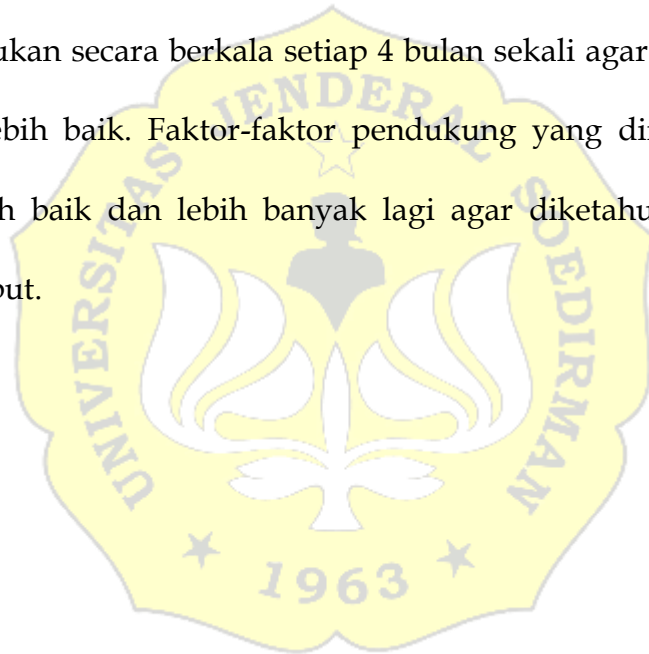 ukan secara berkala setiap 4 bulan sekali agar
ebih baik. Faktor-faktor pendukung yang di
h baik dan lebih banyak lagi agar diketahu
out.
UNIVERSITAS JENDERAL SOEDIRMAN
1963